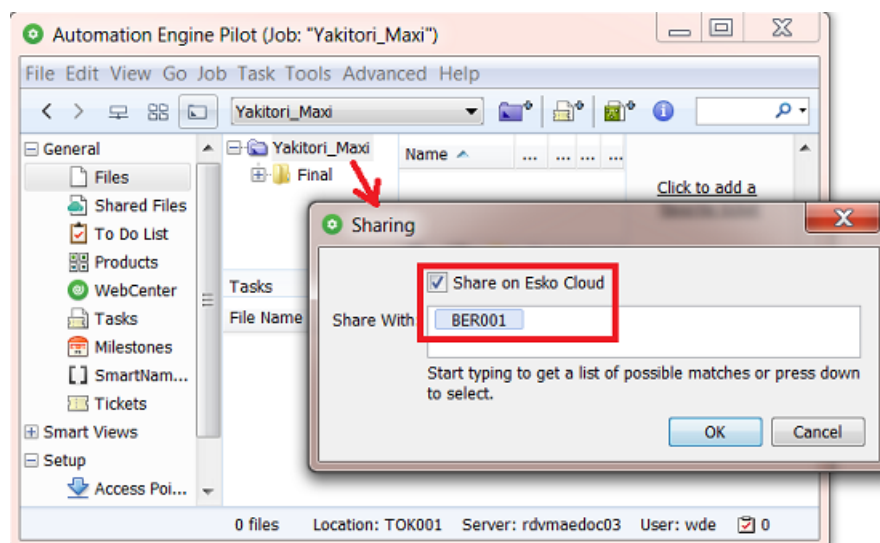 Automation Engine Pilot (Job: "Yakitori_Maxi")
File Edit View Go Job Task Tools Advanced Help
Yakitori_Maxi
General
Files
Shared Files
To Do List
Products
WebCenter
Tasks
Milestones
[] SmartNam...
Tickets
Smart Views
Setup
Access Poi...
Yakitori_Maxi
Final
Name ... ... ... ...
Click to add a
Tasks
File Name
Sharing
Share on Esko Cloud
Share With: BER001
Start typing to get a list of possible matches or press down
to select.
OK Cancel
0 files Location: TOK001 Server: rdvmaedoc03 User: wde 0